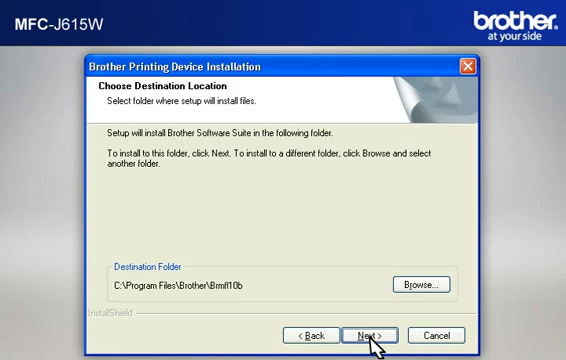 MFC-J615W
brother
at your side
Brother Printing Device Installation
Choose Destination Location
Select folder where setup will install files.
Setup will install Brother Software Suite in the following folder.
To install to this folder, click Next. To install to a different folder, click Browse and select
another folder.
Destination Folder
C:\Program Files\Brother\Brmfl10b
Browse...
InstallShield
< Back
Next >
Cancel